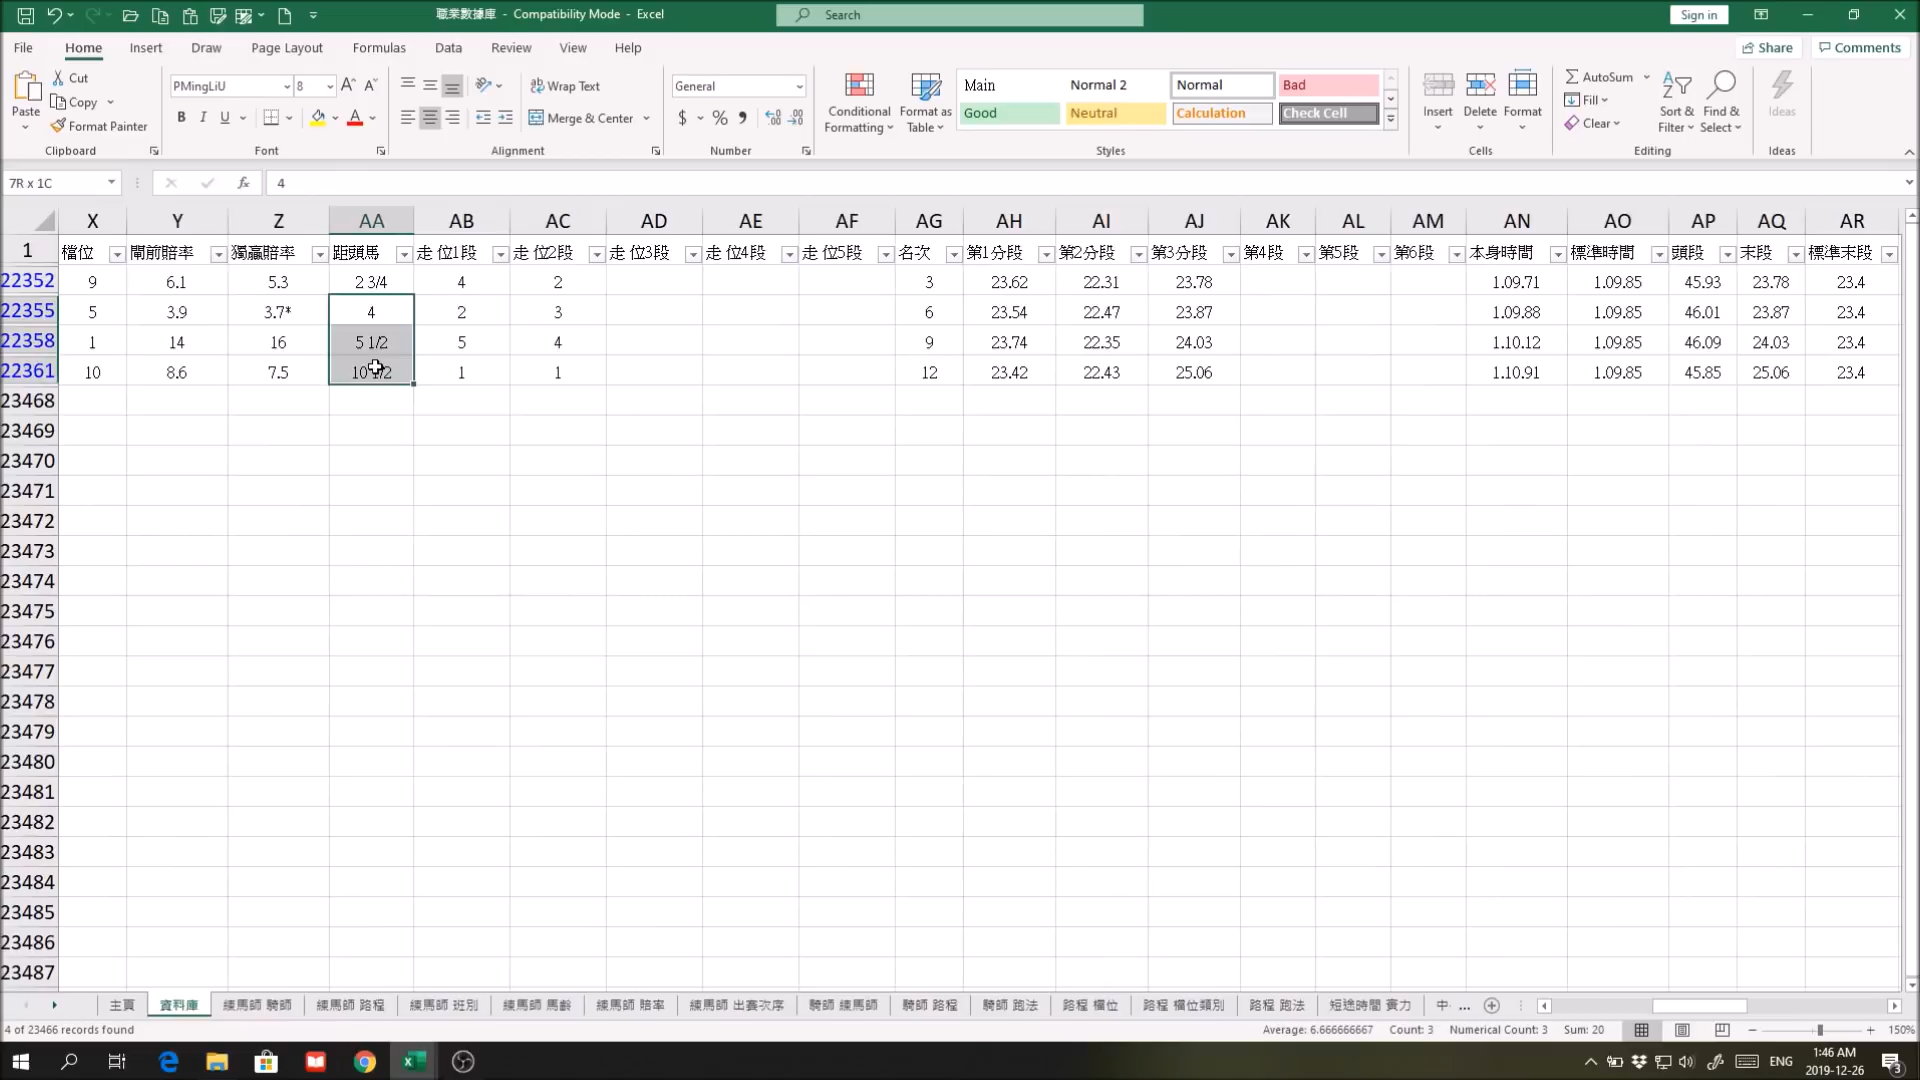 職業數據庫 - Compatibility Mode - Excel
Search
Sign in
File Home Insert Draw Page Layout Formulas Data Review View Help
Share Comments
Paste
Cut
Copy
Format Painter
PMingLiU 8
B I U
Wrap Text
Merge & Center
General
$ %
Conditional Formatting
Format as Table
Main Normal 2 Normal Bad
Good Neutral Calculation Check Cell
Insert Delete Format
AutoSum
Fill
Clear
Sort & Filter
Find & Select
Ideas
Clipboard Font Alignment Number Styles Cells Editing Ideas
7R x 1C fx 4
X Y Z AA AB AC AD AE AF AG AH AI AJ AK AL AM AN AO AP AQ AR
1 檔位 閘前賠率 獨贏賠率 距頭馬 走位1段 走位2段 走位3段 走位4段 走位5段 名次 第1分段 第2分段 第3分段 第4段 第5段 第6段 本身時間 標準時間 頭段 末段 標準末段
22352 9 6.1 5.3 2 3/4 4 2 3 23.62 22.31 23.78 1.09.71 1.09.85 45.93 23.78 23.4
22355 5 3.9 3.7* 4 2 3 6 23.54 22.47 23.87 1.09.88 1.09.85 46.01 23.87 23.4
22358 1 14 16 5 1/2 5 4 9 23.74 22.35 24.03 1.10.12 1.09.85 46.09 24.03 23.4
22361 10 8.6 7.5 10 1/2 1 1 12 23.42 22.43 25.06 1.10.91 1.09.85 45.85 25.06 23.4
23468
23469
23470
23471
23472
23473
23474
23475
23476
23477
23478
23479
23480
23481
23482
23483
23484
23485
23486
23487
主頁 資料庫 練馬師 騎師 練馬師 路程 練馬師 班別 練馬師 馬齡 練馬師 賠率 練馬師 出賽次序 騎師 練馬師 騎師 路程 騎師 跑法 路程 欄位 路程 欄位類別 路程 跑法 短途時間 賽力 中 ...
4 of 23466 records found Average: 6.666666667 Count: 3 Numerical Count: 3 Sum: 20 150%
ENG
1:46 AM
2019-12-26
3